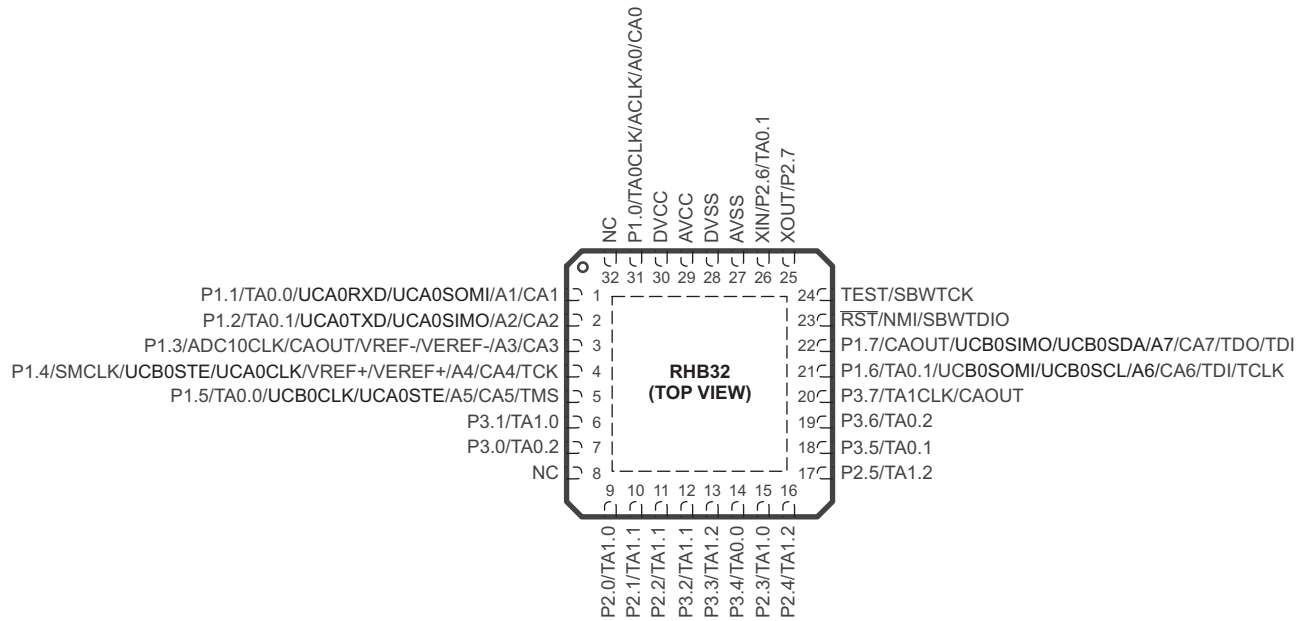 NC
P1.0/TA0CLK/ACLK/A0/CA0
DVCC
AVCC
DVSS
AVSS
XIN/P2.6/TA0.1
XOUT/P2.7
32 31 30 29 28 27 26 25
P1.1/TA0.0/UCA0RXD/UCA0SOMI/A1/CA1 1
P1.2/TA0.1/UCA0TXD/UCA0SIMO/A2/CA2 2
P1.3/ADC10CLK/CAOUT/VREF-/VEREF-/A3/CA3 3
P1.4/SMCLK/UCB0STE/UCA0CLK/VREF+/VEREF+/A4/CA4/TCK 4
P1.5/TA0.0/UCB0CLK/UCA0STE/A5/CA5/TMS 5
P3.1/TA1.0 6
P3.0/TA0.2 7
NC 8
RHB32
(TOP VIEW)
24 TEST/SBWTCK
23 RST/NMI/SBWTDIO
22 P1.7/CAOUT/UCB0SIMO/UCB0SDA/A7/CA7/TDO/TDI
21 P1.6/TA0.1/UCB0SOMI/UCB0SCL/A6/CA6/TDI/TCLK
20 P3.7/TA1CLK/CAOUT
19 P3.6/TA0.2
18 P3.5/TA0.1
17 P2.5/TA1.2
9 10 11 12 13 14 15 16
P2.0/TA1.0
P2.1/TA1.1
P2.2/TA1.1
P3.2/TA1.1
P3.3/TA1.2
P3.4/TA0.0
P2.3/TA1.0
P2.4/TA1.2